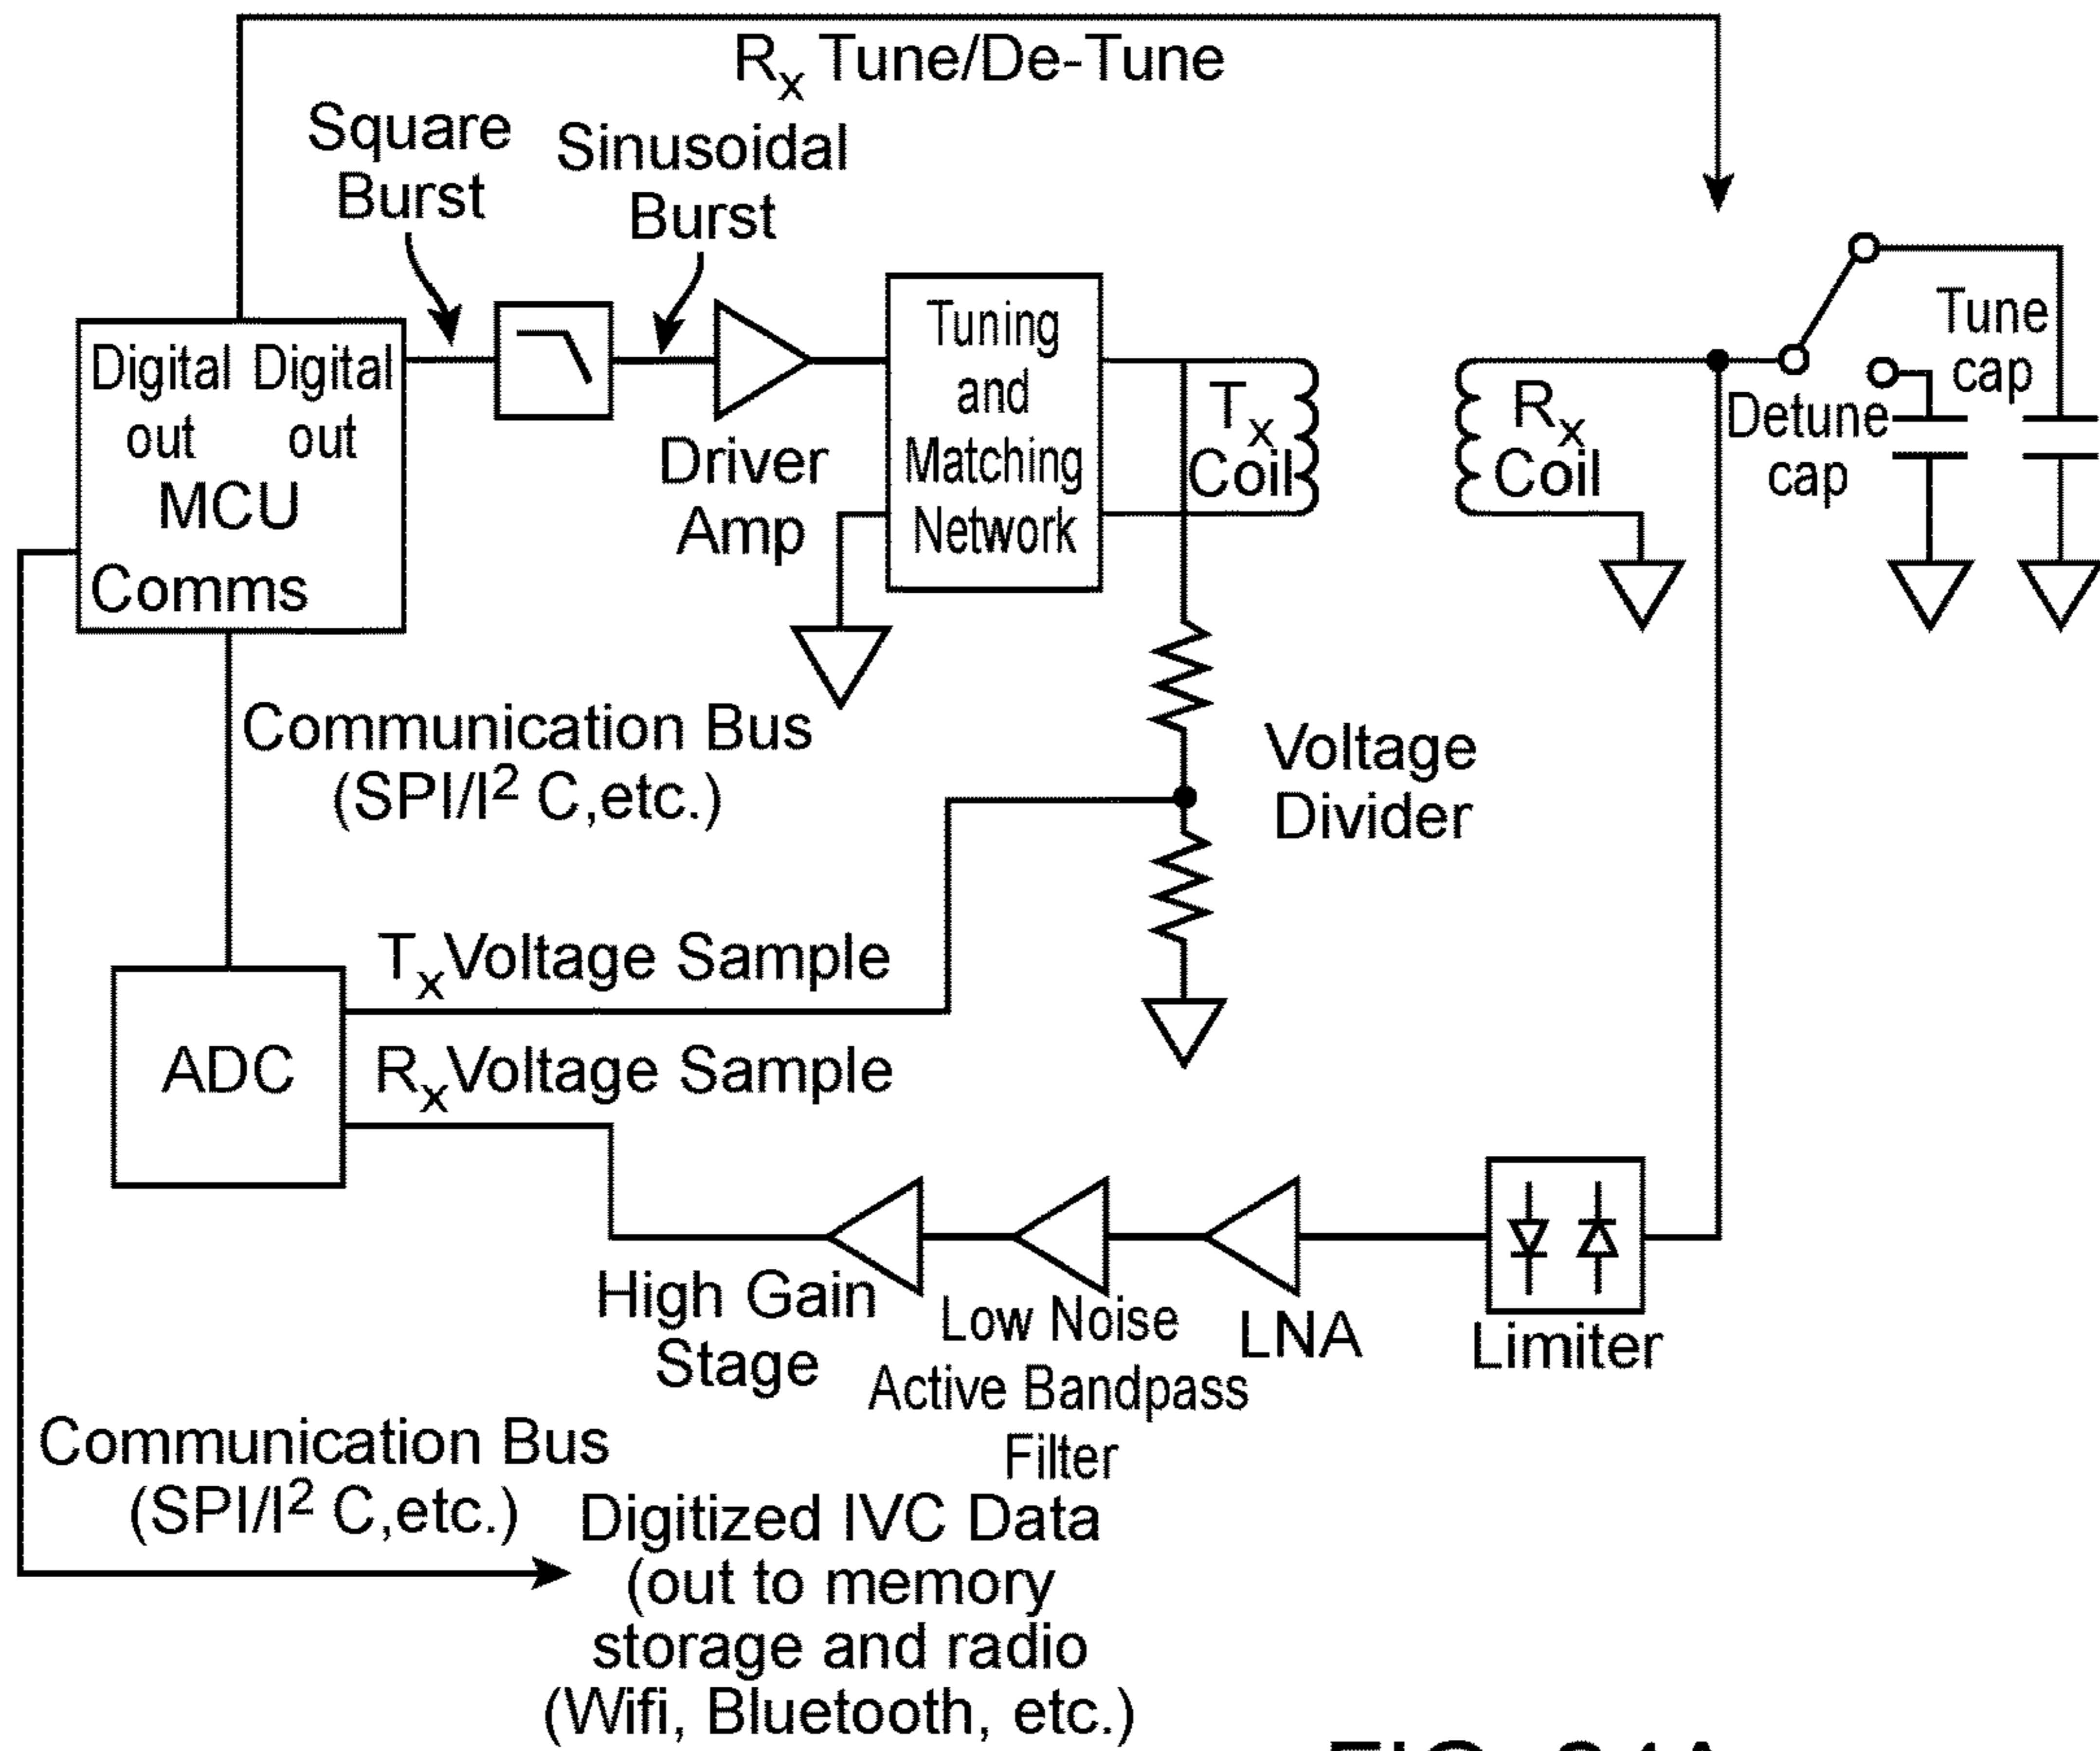 Rx Tune/De-Tune
Square
Burst
Sinusoidal
Burst
Digital
out
Digital
out
MCU
Comms
Driver
Amp
Tuning
and
Matching
Network
Tx
Coil
Rx
Coil
Tune
cap
Detune
cap
Communication Bus
(SPI/I² C,etc.)
Voltage
Divider
Tx Voltage Sample
ADC
Rx Voltage Sample
High Gain
Stage
Low Noise
Active Bandpass
Filter
LNA
Limiter
Communication Bus
(SPI/I² C,etc.)
Digitized IVC Data
(out to memory
storage and radio
(Wifi, Bluetooth, etc.)